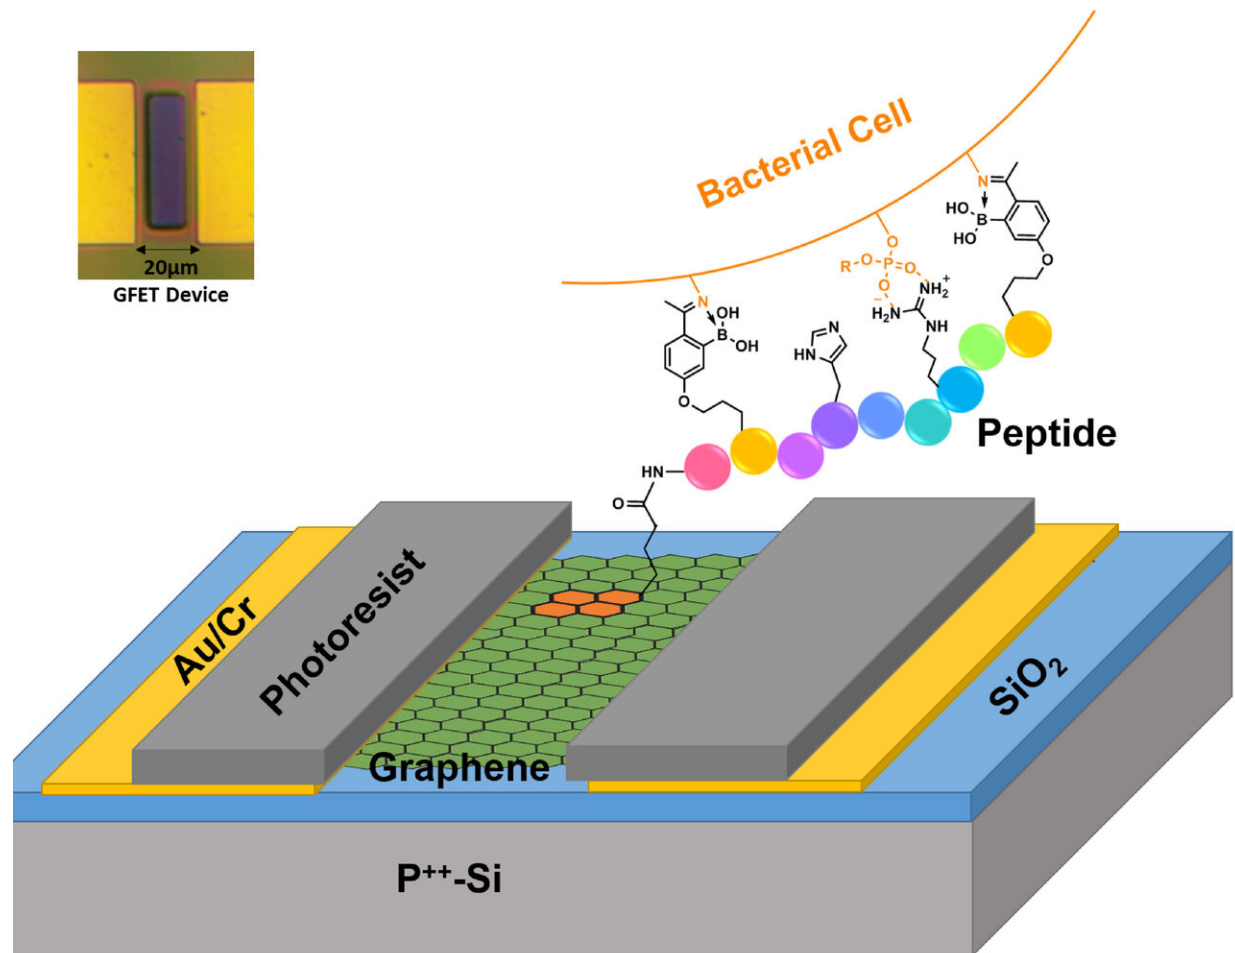 20μm
GFET Device
Bacterial Cell
N
HO
B
HO
O
O
R
O
P
O
O
−
NH₂⁺
H₂N
NH
N
OH
B
OH
N
HN
O
Peptide
HN
O
Au/Cr
Photoresist
Graphene
SiO₂
P⁺⁺-Si